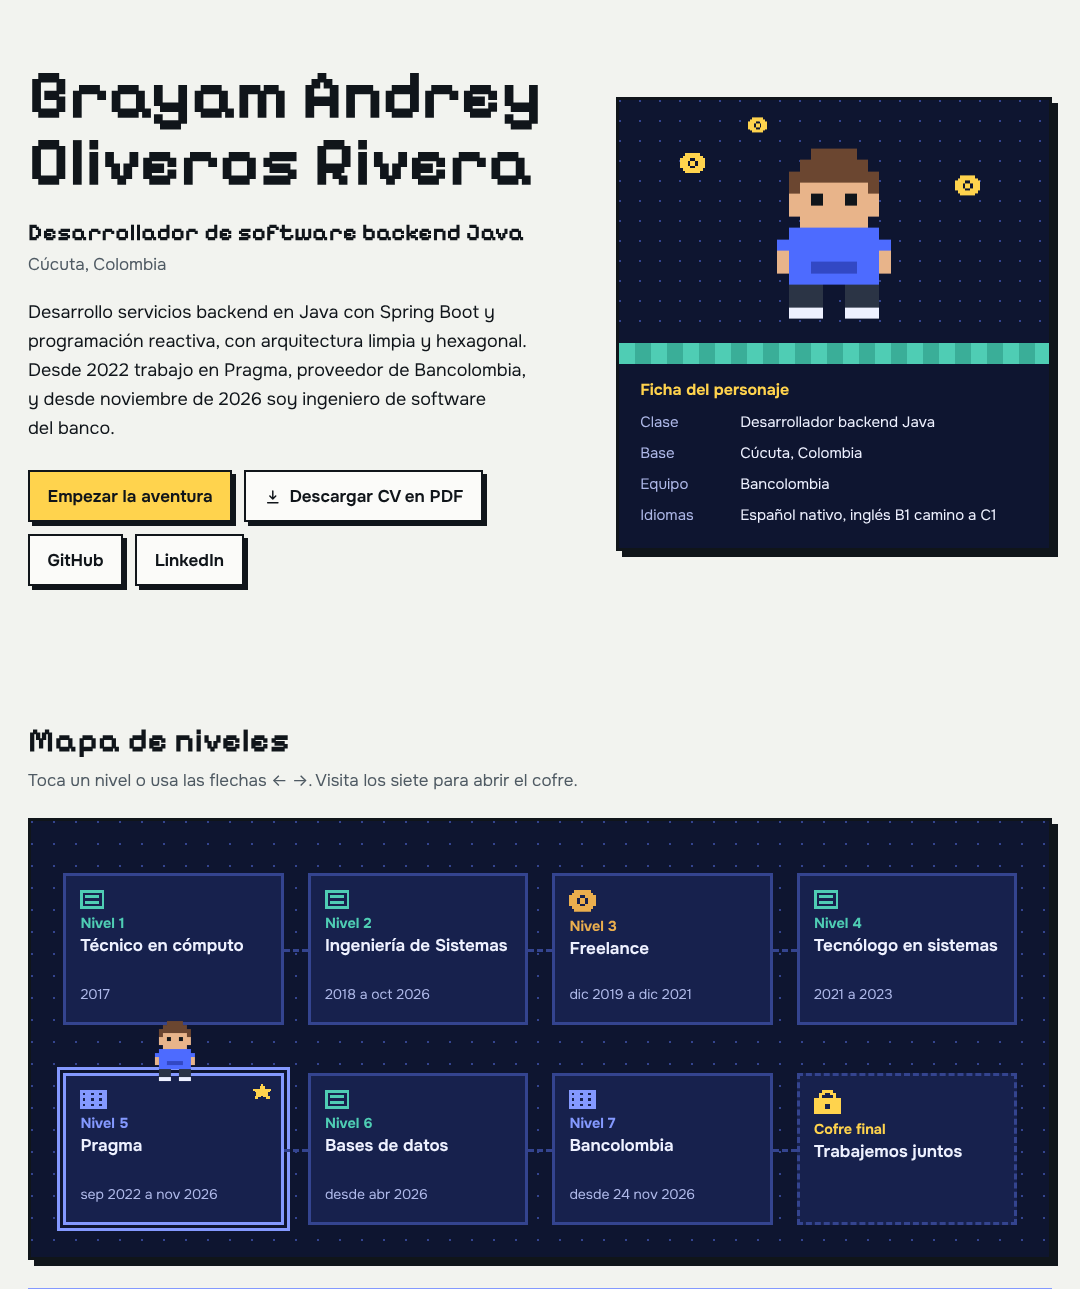 Brayam Andrey
Oliveros Rivera
Desarrollador de software backend Java
Cúcuta, Colombia
Desarrollo servicios backend en Java con Spring Boot y
programación reactiva, con arquitectura limpia y hexagonal.
Desde 2022 trabajo en Pragma, proveedor de Bancolombia,
y desde noviembre de 2026 soy ingeniero de software
del banco.
Empezar la aventura
Descargar CV en PDF
GitHub
LinkedIn
Ficha del personaje
Clase Desarrollador backend Java
Base Cúcuta, Colombia
Equipo Bancolombia
Idiomas Español nativo, inglés B1 camino a C1
Mapa de niveles
Toca un nivel o usa las flechas ← →. Visita los siete para abrir el cofre.
Nivel 1
Técnico en cómputo
2017
Nivel 2
Ingeniería de Sistemas
2018 a oct 2026
Nivel 3
Freelance
dic 2019 a dic 2021
Nivel 4
Tecnólogo en sistemas
2021 a 2023
Nivel 5
Pragma
sep 2022 a nov 2026
Nivel 6
Bases de datos
desde abr 2026
Nivel 7
Bancolombia
desde 24 nov 2026
Cofre final
Trabajemos juntos